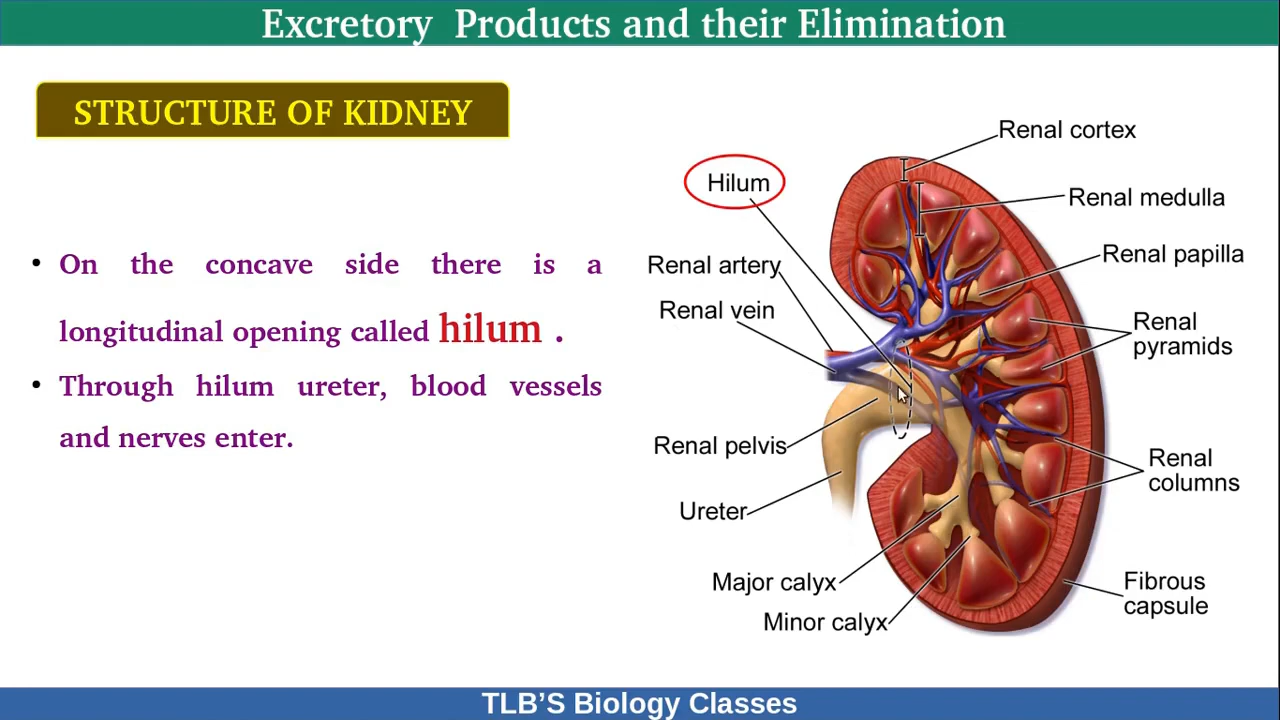 Excretory Products and their Elimination
STRUCTURE OF KIDNEY
• On the concave side there is a
longitudinal opening called hilum .
• Through hilum ureter, blood vessels
and nerves enter.
Renal cortex
Hilum
Renal medulla
Renal papilla
Renal artery
Renal vein
Renal
pyramids
Renal pelvis
Renal
columns
Ureter
Major calyx
Fibrous
capsule
Minor calyx
TLB'S Biology Classes